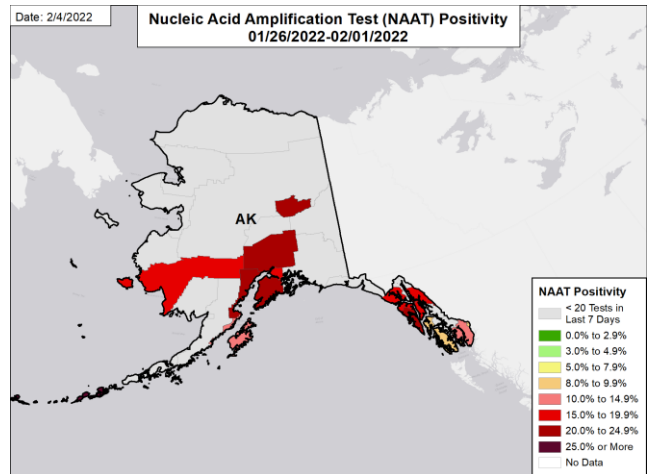 Date: 2/4/2022
Nucleic Acid Amplification Test (NAAT) Positivity
01/26/2022-02/01/2022
AK
NAAT Positivity
< 20 Tests in
Last 7 Days
0.0% to 2.9%
3.0% to 4.9%
5.0% to 7.9%
8.0% to 9.9%
10.0% to 14.9%
15.0% to 19.9%
20.0% to 24.9%
25.0% or More
No Data